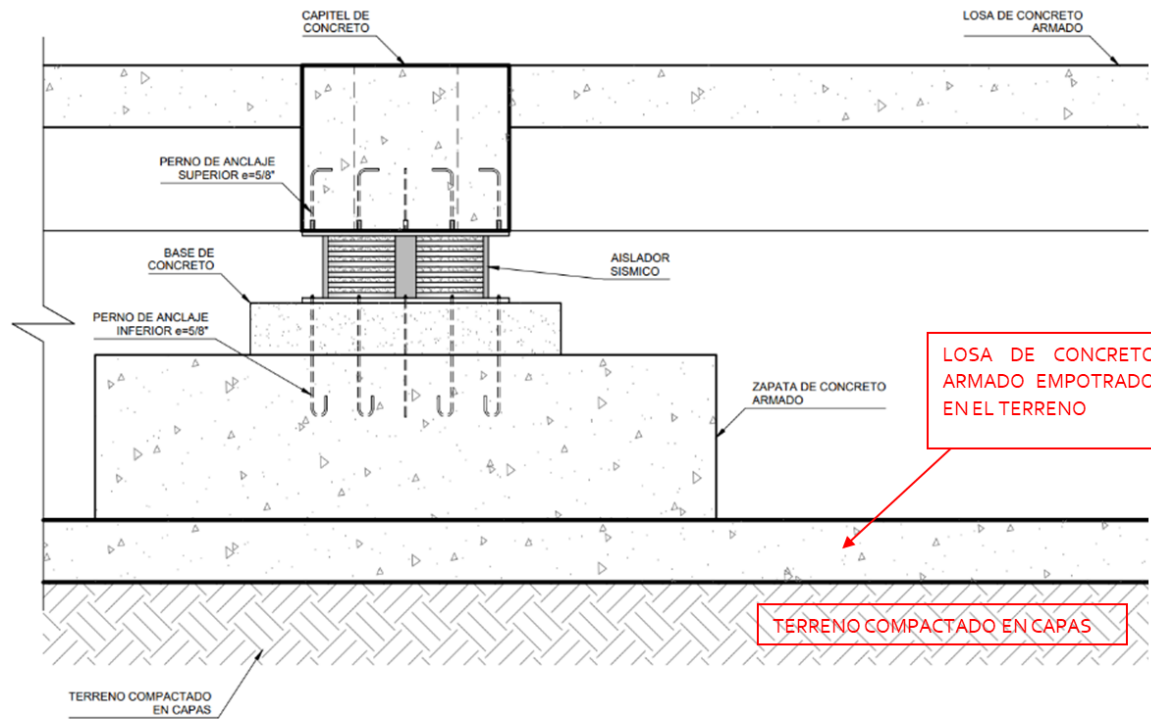 CAPITEL DE
CONCRETO
LOSA DE CONCRETO
ARMADO
PERNO DE ANCLAJE
SUPERIOR e=5/8"
BASE DE
CONCRETO
AISLADOR
SISMICO
PERNO DE ANCLAJE
INFERIOR e=5/8"
LOSA DE CONCRETO
ARMADO EMPOTRADO
EN EL TERRENO
ZAPATA DE CONCRETO
ARMADO
TERRENO COMPACTADO EN CAPAS
TERRENO COMPACTADO
EN CAPAS